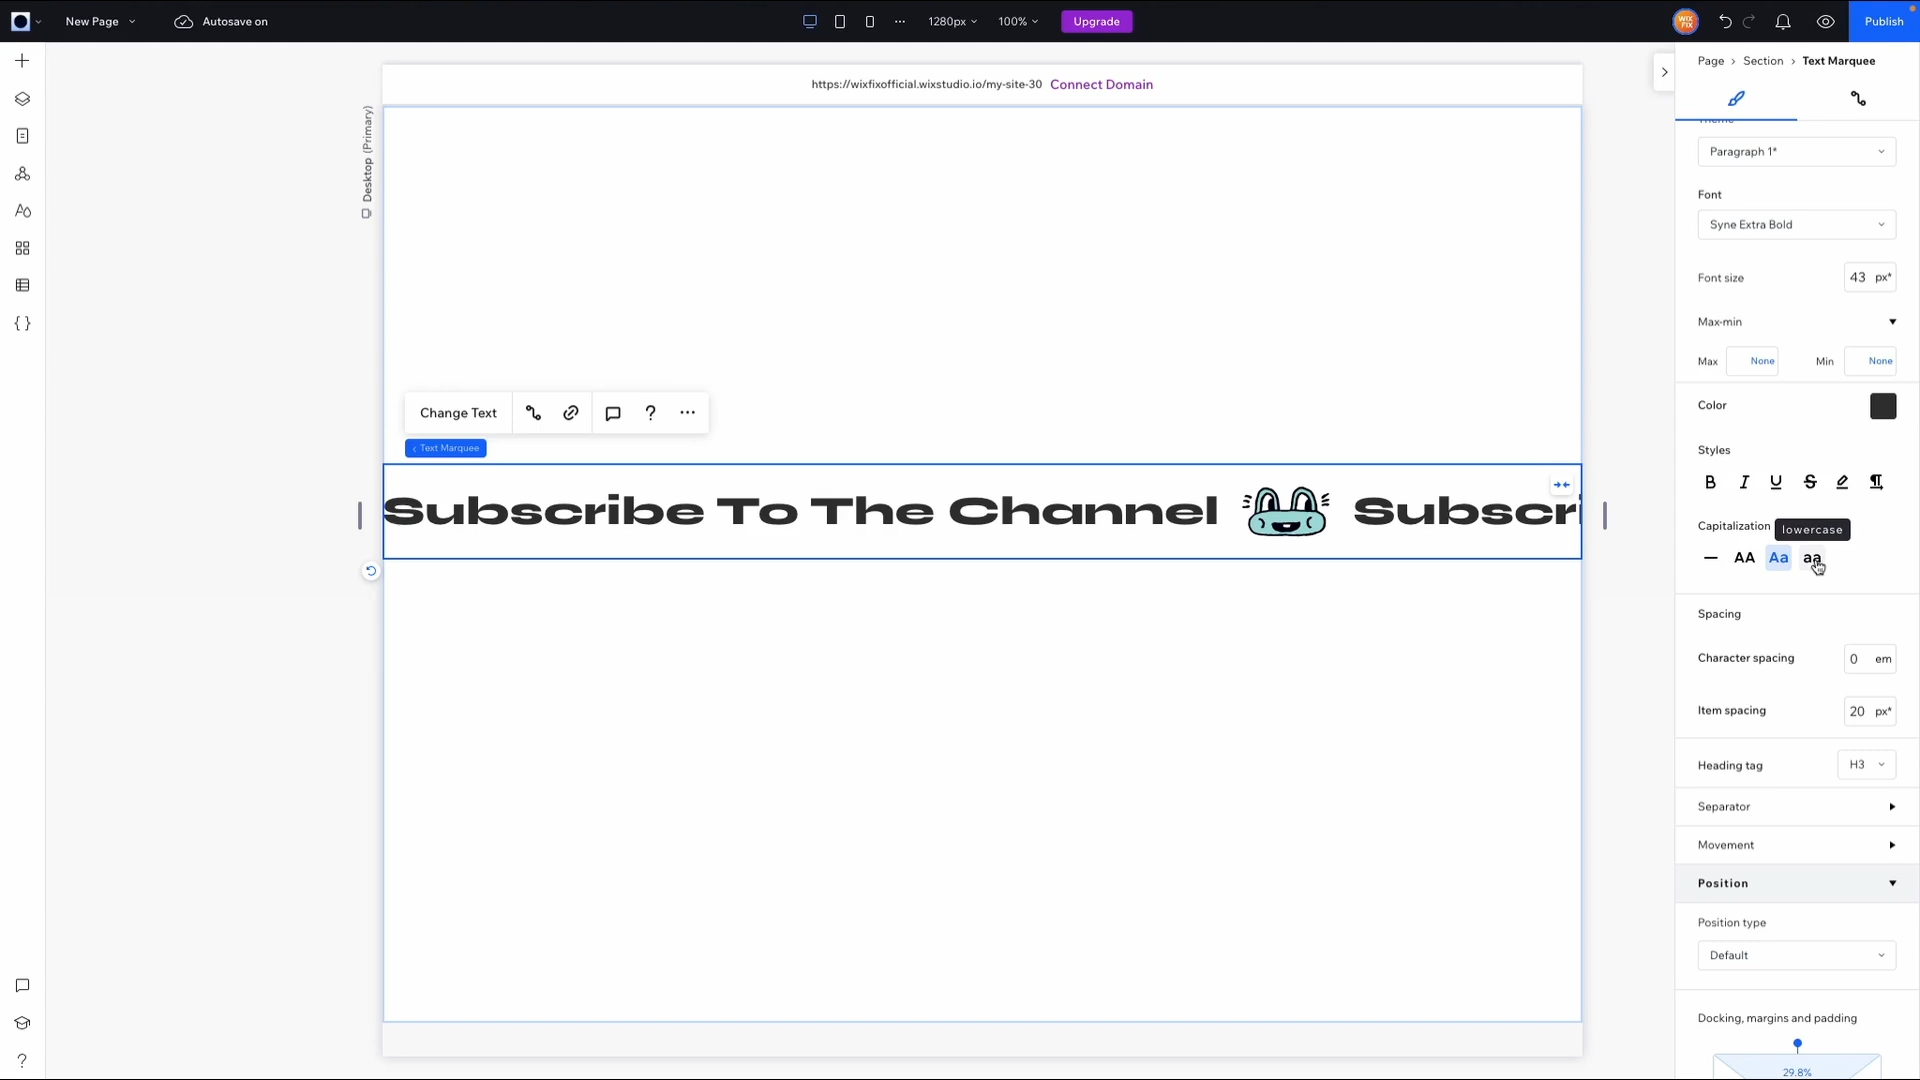 New Page
Autosave on
1280px
100%
Upgrade
WIX
FIX
Publish
https://wixfixofficial.wixstudio.io/my-site-30 Connect Domain
Desktop (Primary)
Change Text
?
Text Marquee
Subscribe To The Channel Subscri
?
Page > Section > Text Marquee
Paragraph 1*
Font
Syne Extra Bold
Font size 43 px*
Max-min
Max None Min None
Color
Styles
B I U S
Capitalization
lowercase
— AA Aa aa
Spacing
Character spacing 0 em
Item spacing 20 px*
Heading tag H3
Separator
Movement
Position
Position type
Default
Docking, margins and padding
29.8%